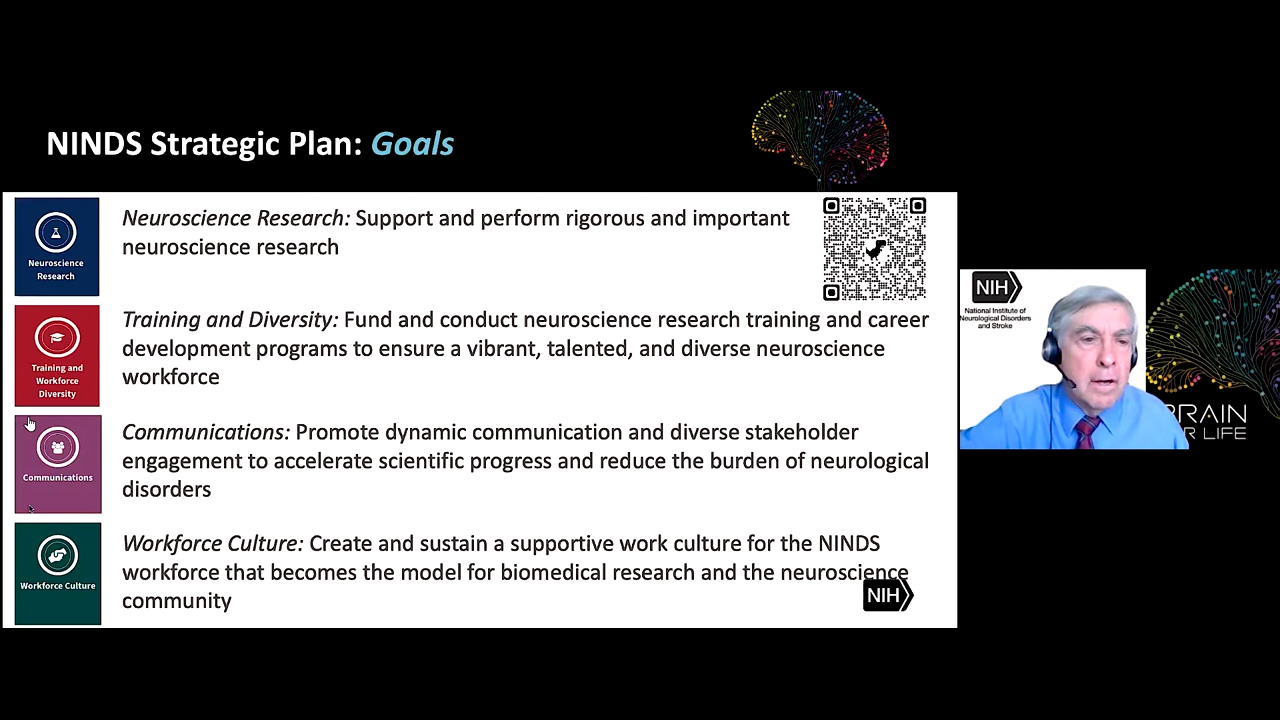 NINDS Strategic Plan: Goals
Neuroscience
Research
Neuroscience Research: Support and perform rigorous and important
neuroscience research
Training and
Workforce
Diversity
Training and Diversity: Fund and conduct neuroscience research training and career
development programs to ensure a vibrant, talented, and diverse neuroscience
workforce
Communications
Communications: Promote dynamic communication and diverse stakeholder
engagement to accelerate scientific progress and reduce the burden of neurological
disorders
Workforce Culture
Workforce Culture: Create and sustain a supportive work culture for the NINDS
workforce that becomes the model for biomedical research and the neuroscience
community
NIH
NIH
National Institute of
Neurological Disorders
and Stroke
LIFE